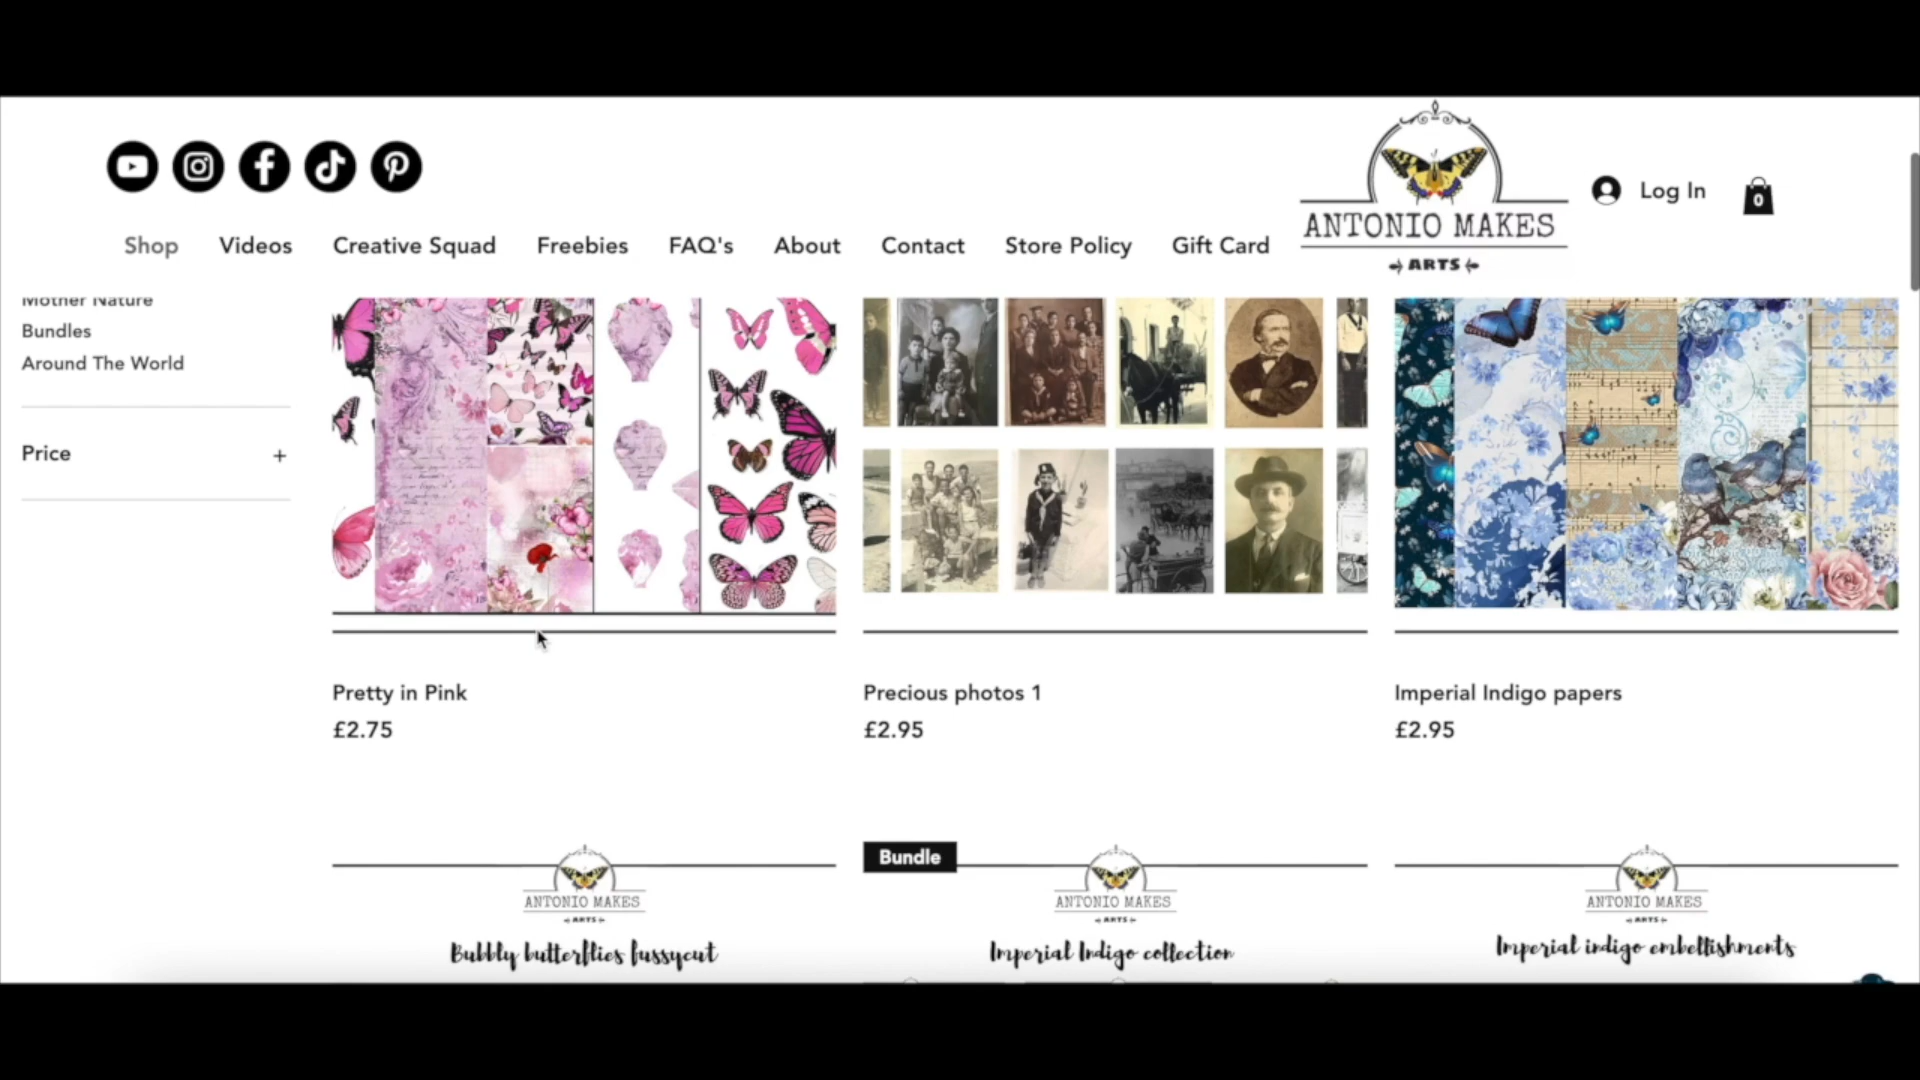 Log In
0
Shop Videos Creative Squad Freebies FAQ's About Contact Store Policy Gift Card
ANTONIO MAKES
ARTS
Mother Nature
Bundles
Around The World
Price +
Pretty in Pink
£2.75
Precious photos 1
£2.95
Imperial Indigo papers
£2.95
ANTONIO MAKES
ARTS
Bubbly butterflies fussycut
Bundle
ANTONIO MAKES
ARTS
Imperial Indigo collection
ANTONIO MAKES
ARTS
Imperial indigo embellishments